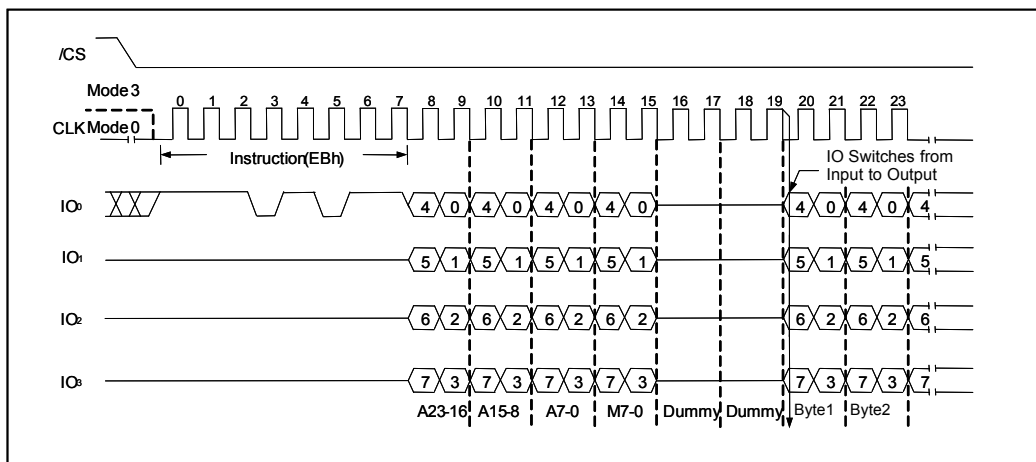 /CS
Mode 3
CLK Mode 0
0 1 2 3 4 5 6 7 8 9 10 11 12 13 14 15 16 17 18 19 20 21 22 23
Instruction(EBh)
IO Switches from
Input to Output
IO0 4 0 4 0 4 0 4 0 4 0 4 0 4
IO1 5 1 5 1 5 1 5 1 5 1 5 1 5
IO2 6 2 6 2 6 2 6 2 6 2 6 2 6
IO3 7 3 7 3 7 3 7 3 7 3 7 3 7
A23-16 A15-8 A7-0 M7-0 Dummy Dummy Byte1 Byte2